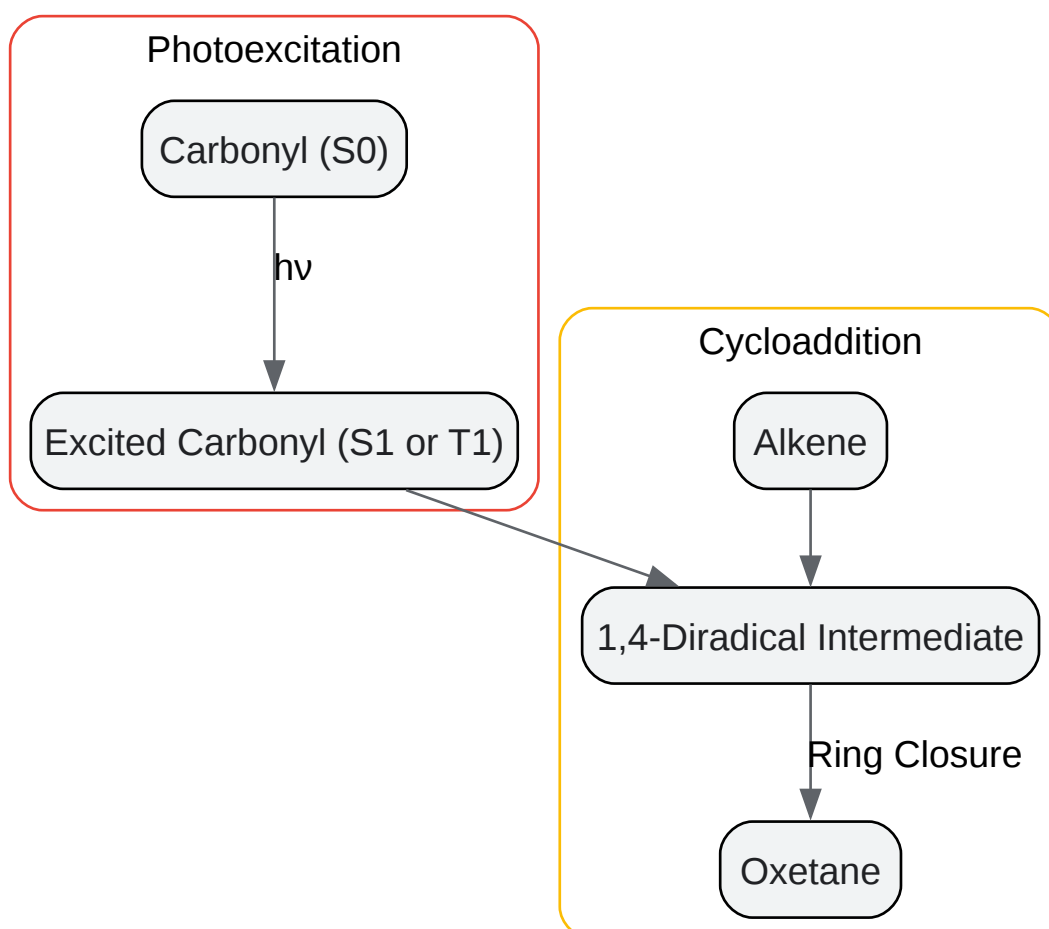 Photoexcitation
Carbonyl (S0)
hν
Excited Carbonyl (S1 or T1)
Cycloaddition
Alkene
1,4-Diradical Intermediate
Ring Closure
Oxetane